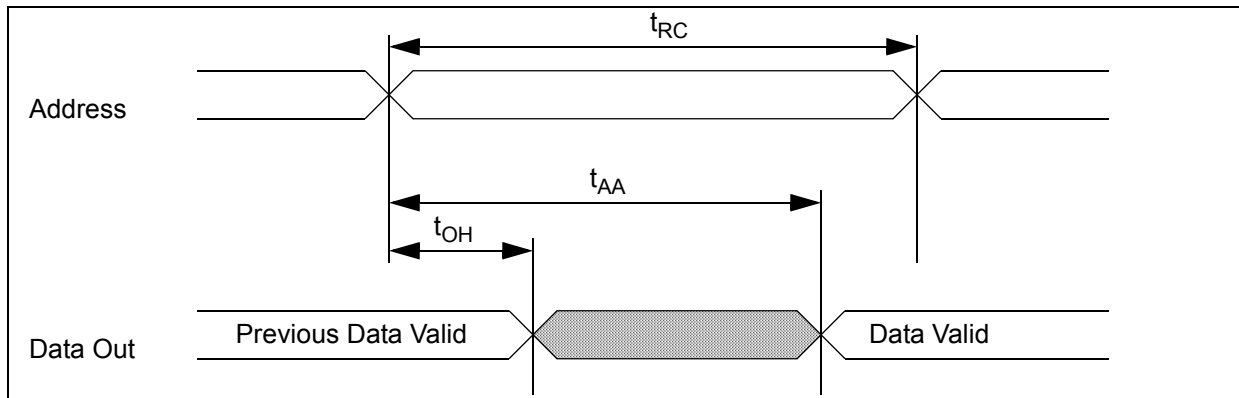 tRC
Address
tAA
tOH
Previous Data Valid
Data Valid
Data Out